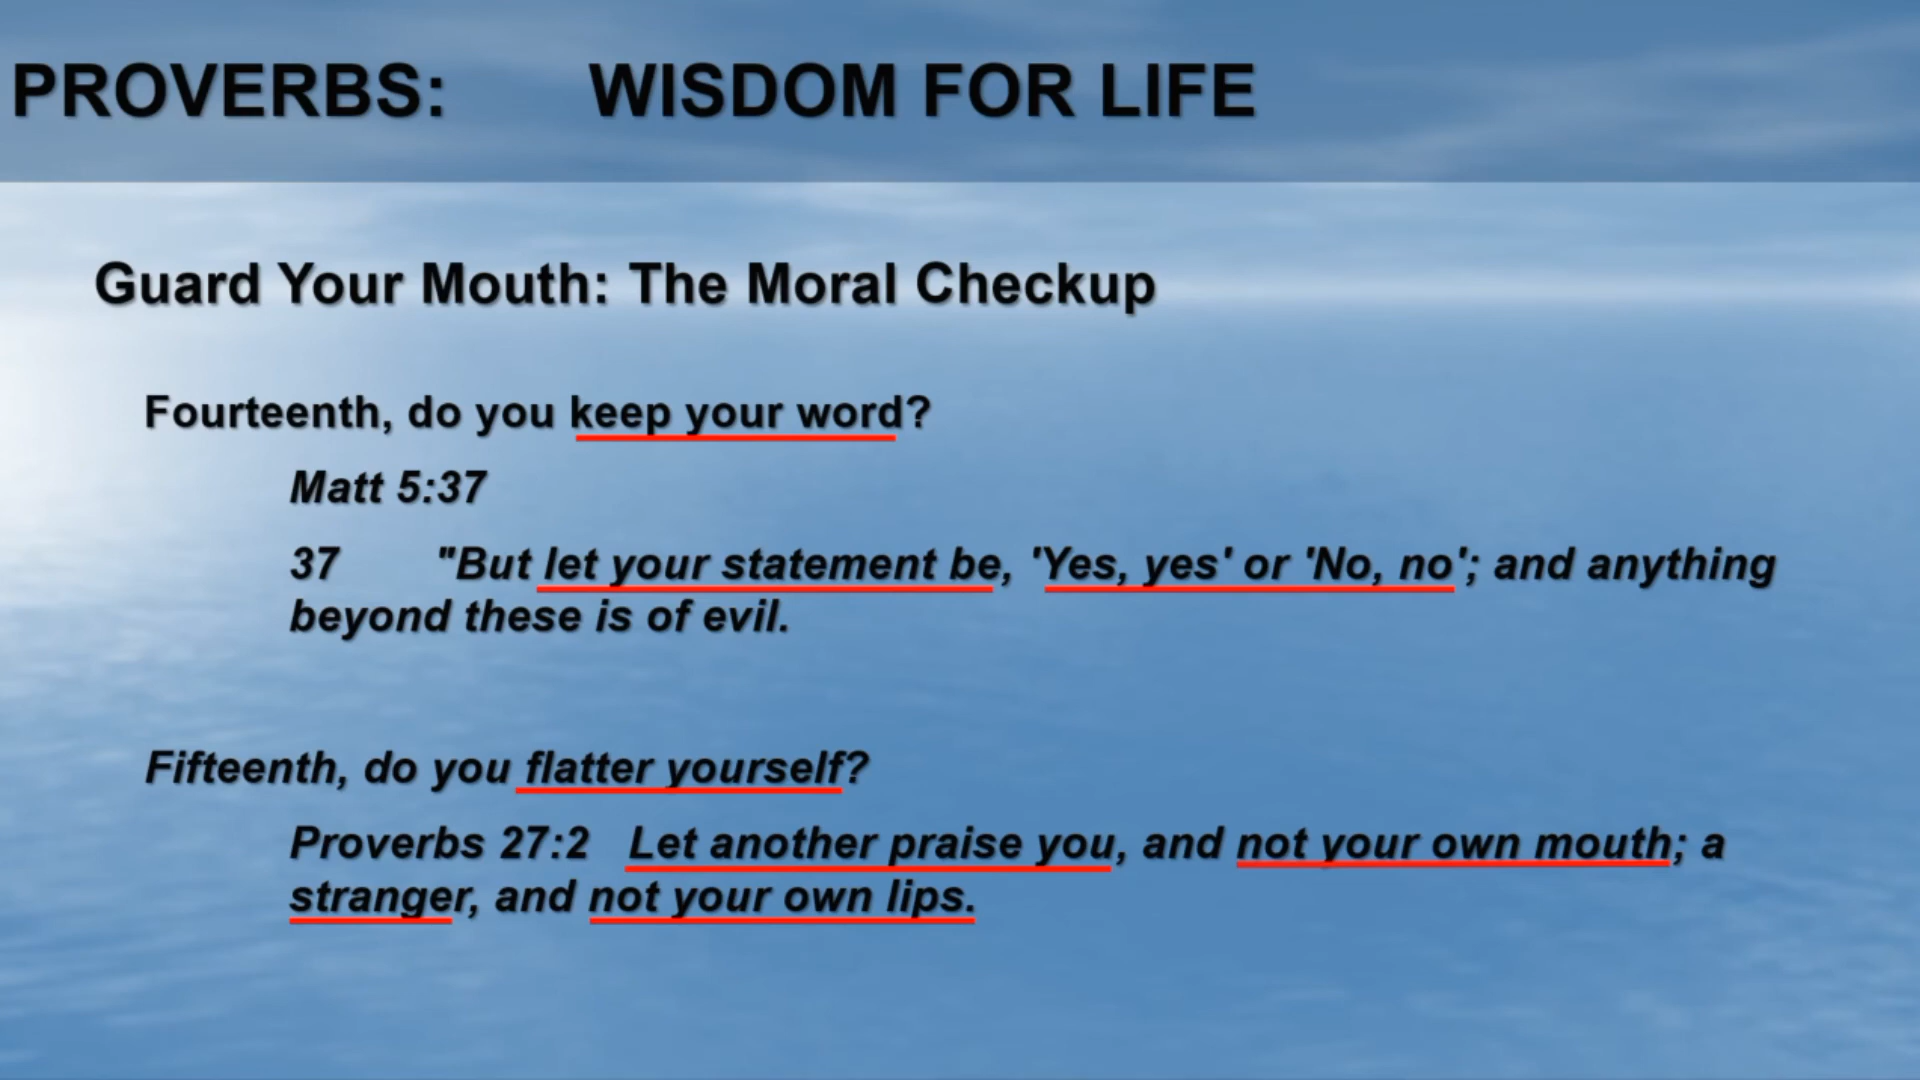 PROVERBS: WISDOM FOR LIFE
Guard Your Mouth: The Moral Checkup
Fourteenth, do you keep your word?
Matt 5:37
37 "But let your statement be, 'Yes, yes' or 'No, no'; and anything
beyond these is of evil.
Fifteenth, do you flatter yourself?
Proverbs 27:2 Let another praise you, and not your own mouth; a
stranger, and not your own lips.